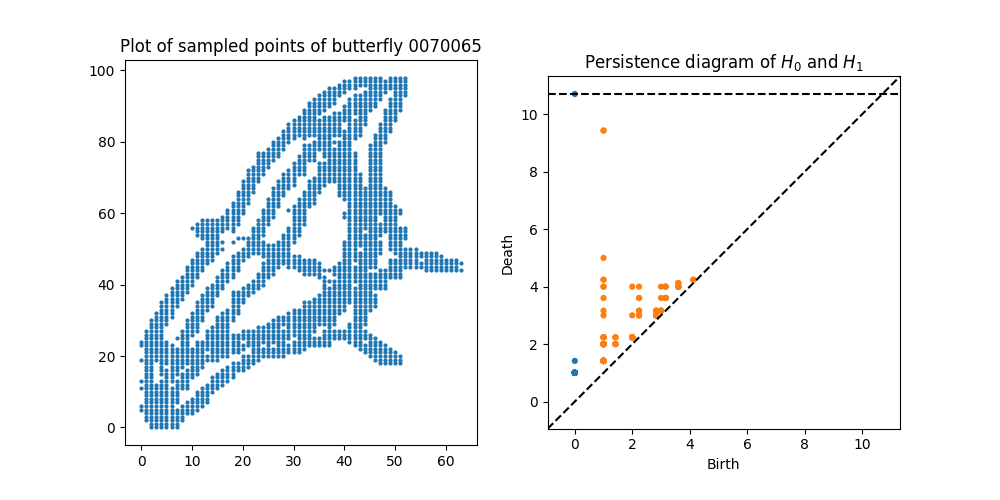 Plot of sampled points of butterfly 0070065
100
80
60
40
20
0
0 10 20 30 40 50 60
Persistence diagram of H₀ and H₁
Death
10
8
6
4
2
0
0 2 4 6 8 10
Birth